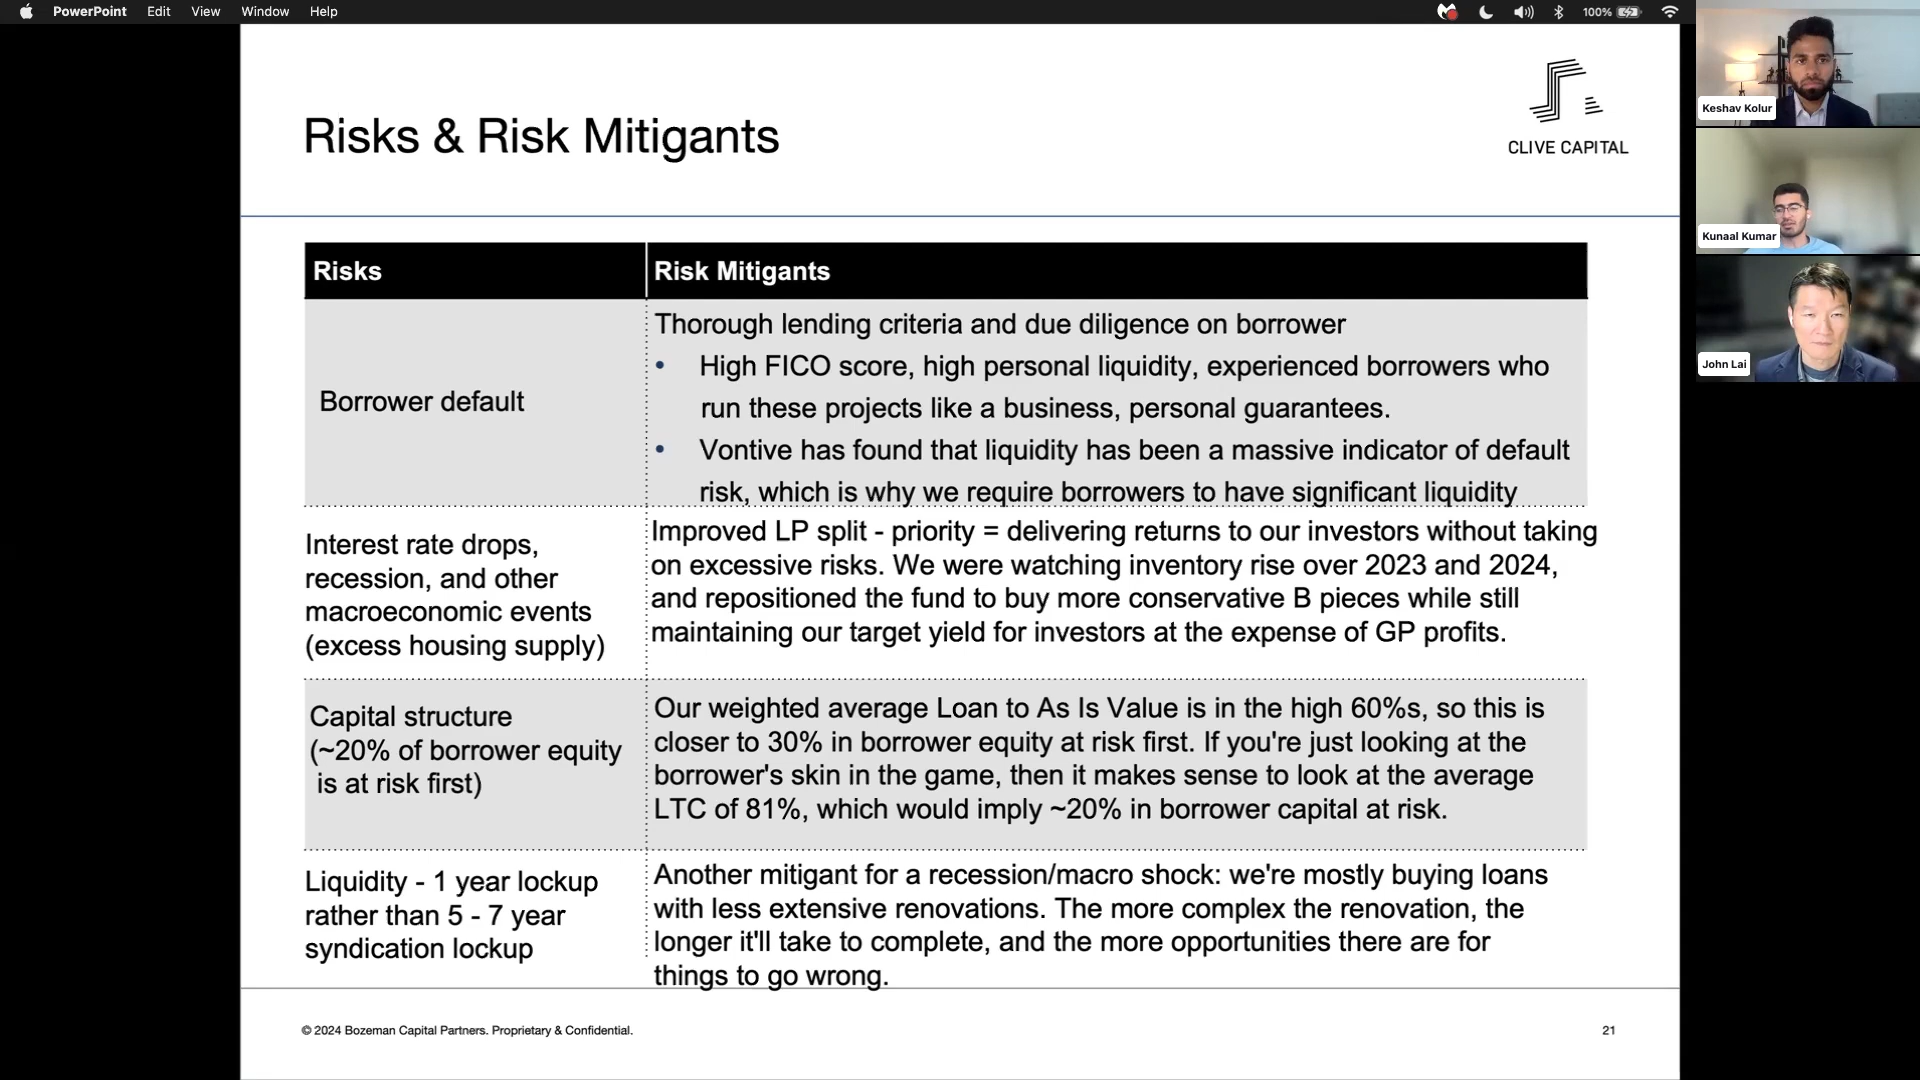 PowerPoint Edit View Window Help
100%
Risks & Risk Mitigants
CLIVE CAPITAL
Keshav Kolur
Kunaal Kumar
John Lai
Risks
Risk Mitigants
Borrower default
Thorough lending criteria and due diligence on borrower
• High FICO score, high personal liquidity, experienced borrowers who
run these projects like a business, personal guarantees.
• Vontive has found that liquidity has been a massive indicator of default
risk, which is why we require borrowers to have significant liquidity
Interest rate drops,
recession, and other
macroeconomic events
(excess housing supply)
Improved LP split - priority = delivering returns to our investors without taking
on excessive risks. We were watching inventory rise over 2023 and 2024,
and repositioned the fund to buy more conservative B pieces while still
maintaining our target yield for investors at the expense of GP profits.
Capital structure
(~20% of borrower equity
is at risk first)
Our weighted average Loan to As Is Value is in the high 60%s, so this is
closer to 30% in borrower equity at risk first. If you're just looking at the
borrower's skin in the game, then it makes sense to look at the average
LTC of 81%, which would imply ~20% in borrower capital at risk.
Liquidity - 1 year lockup
rather than 5 - 7 year
syndication lockup
Another mitigant for a recession/macro shock: we're mostly buying loans
with less extensive renovations. The more complex the renovation, the
longer it'll take to complete, and the more opportunities there are for
things to go wrong.
© 2024 Bozeman Capital Partners. Proprietary & Confidential.
21